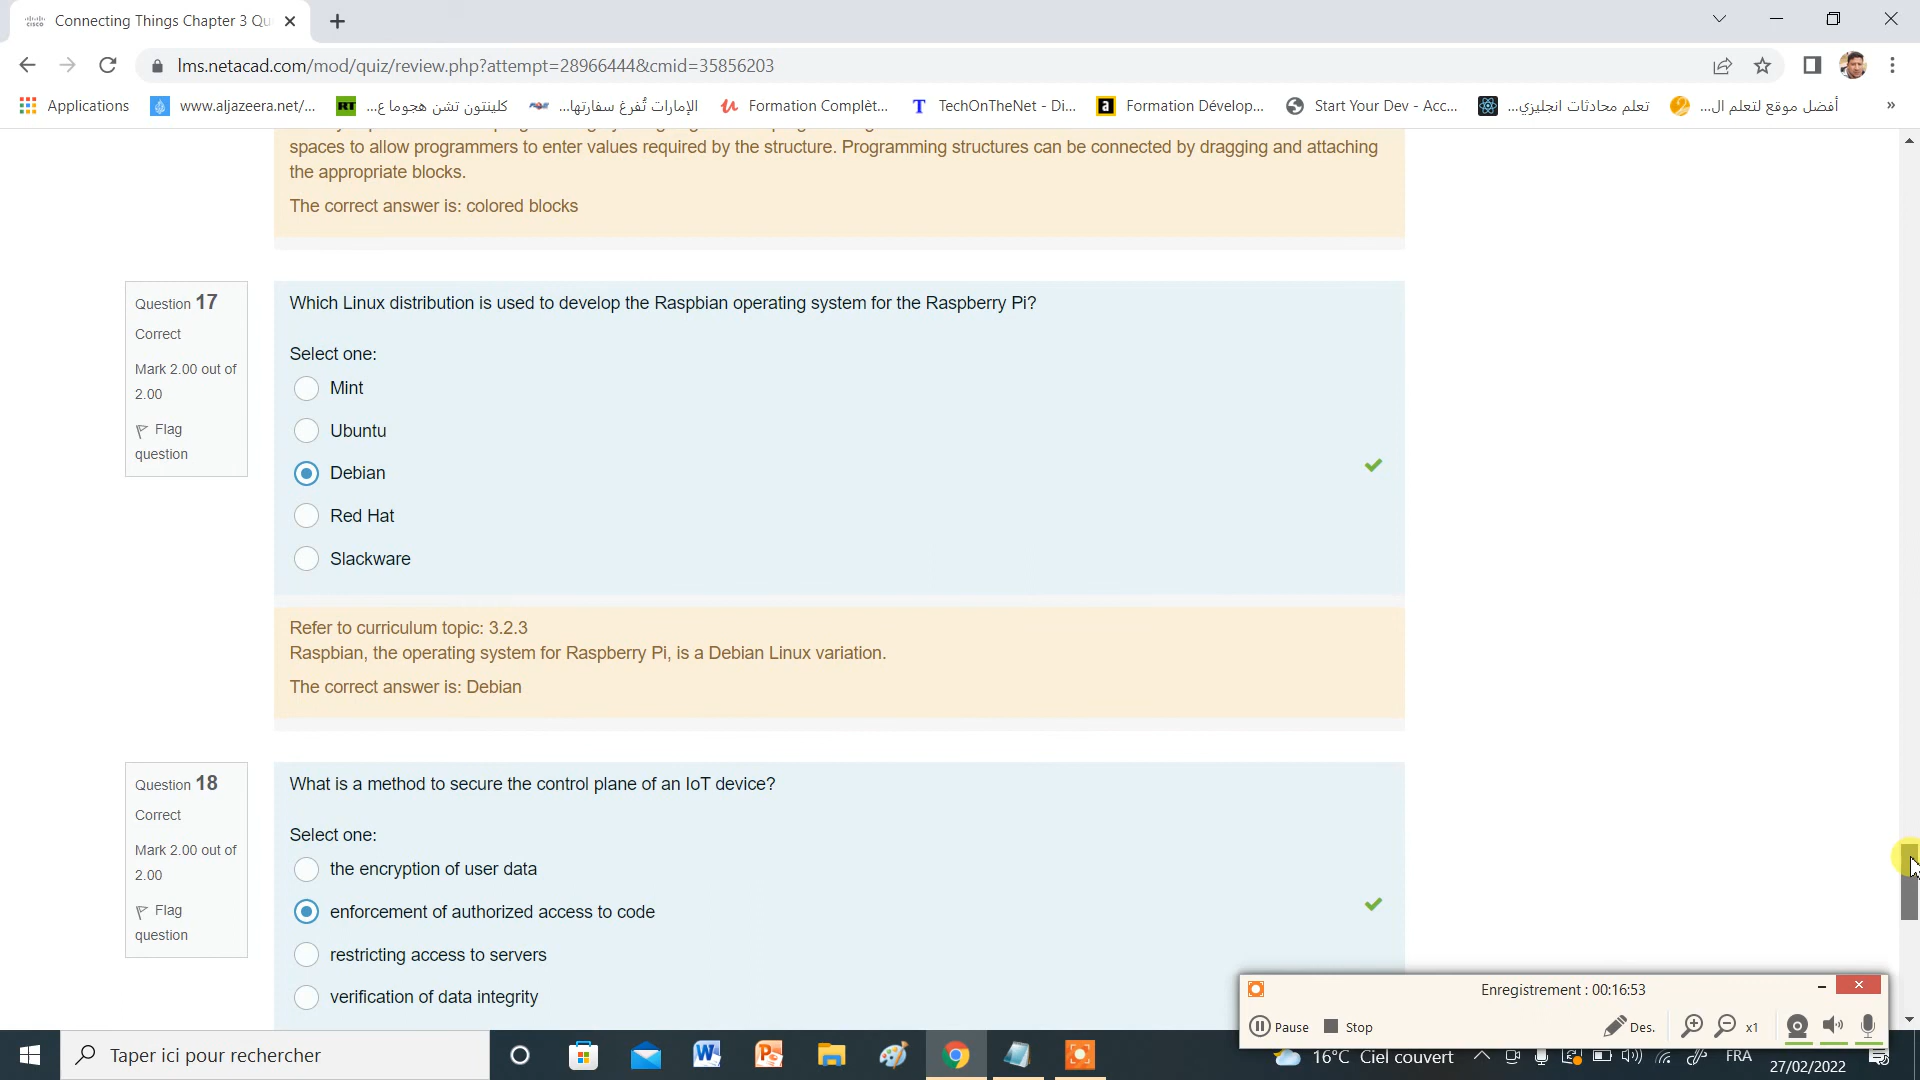 Connecting Things Chapter 3 Qu
lms.netacad.com/mod/quiz/review.php?attempt=28966444&cmid=35856203
Applications
www.aljazeera.net/...
RT
كلينتون تشن هجوما ع...
الإمارات تُفرغ سفارتها...
Formation Complèt...
T TechOnTheNet - Di...
a Formation Dévelop...
Start Your Dev - Acc...
تعلم محادثات انجليزي...
أفضل موقع لتعلم ال...
»
spaces to allow programmers to enter values required by the structure. Programming structures can be connected by dragging and attaching
the appropriate blocks.
The correct answer is: colored blocks
Question 17
Correct
Mark 2.00 out of
2.00
Flag
question
Which Linux distribution is used to develop the Raspbian operating system for the Raspberry Pi?
Select one:
Mint
Ubuntu
Debian
Red Hat
Slackware
Refer to curriculum topic: 3.2.3
Raspbian, the operating system for Raspberry Pi, is a Debian Linux variation.
The correct answer is: Debian
Question 18
Correct
Mark 2.00 out of
2.00
Flag
question
What is a method to secure the control plane of an IoT device?
Select one:
the encryption of user data
enforcement of authorized access to code
restricting access to servers
verification of data integrity
Enregistrement : 00:16:53
Pause
Stop
Des.
x1
Taper ici pour rechercher
16°C Ciel couvert
FRA
27/02/2022